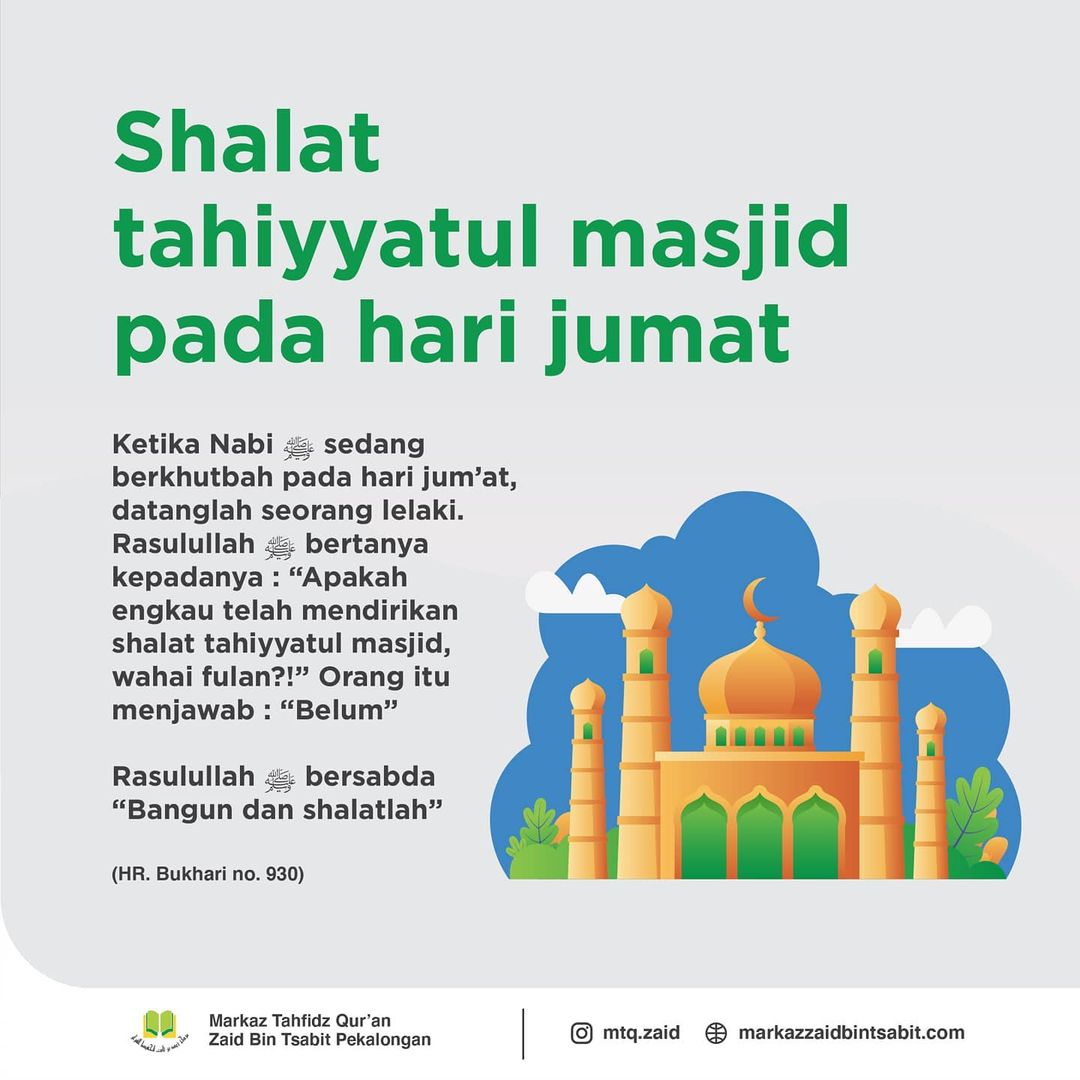 Shalat
tahiyyatul masjid
pada hari jumat
Ketika Nabi ﷺ sedang
berkhutbah pada hari jum’at,
datanglah seorang lelaki.
Rasulullah ﷺ bertanya
kepadanya : “Apakah
engkau telah mendirikan
shalat tahiyyatul masjid,
wahai fulan?!” Orang itu
menjawab : “Belum”
Rasulullah ﷺ bersabda
“Bangun dan shalatlah”
(HR. Bukhari no. 930)
Markaz Tahfidz Qur’an
Zaid Bin Tsabit Pekalongan
mtq.zaid
markazzaidbintsabit.com